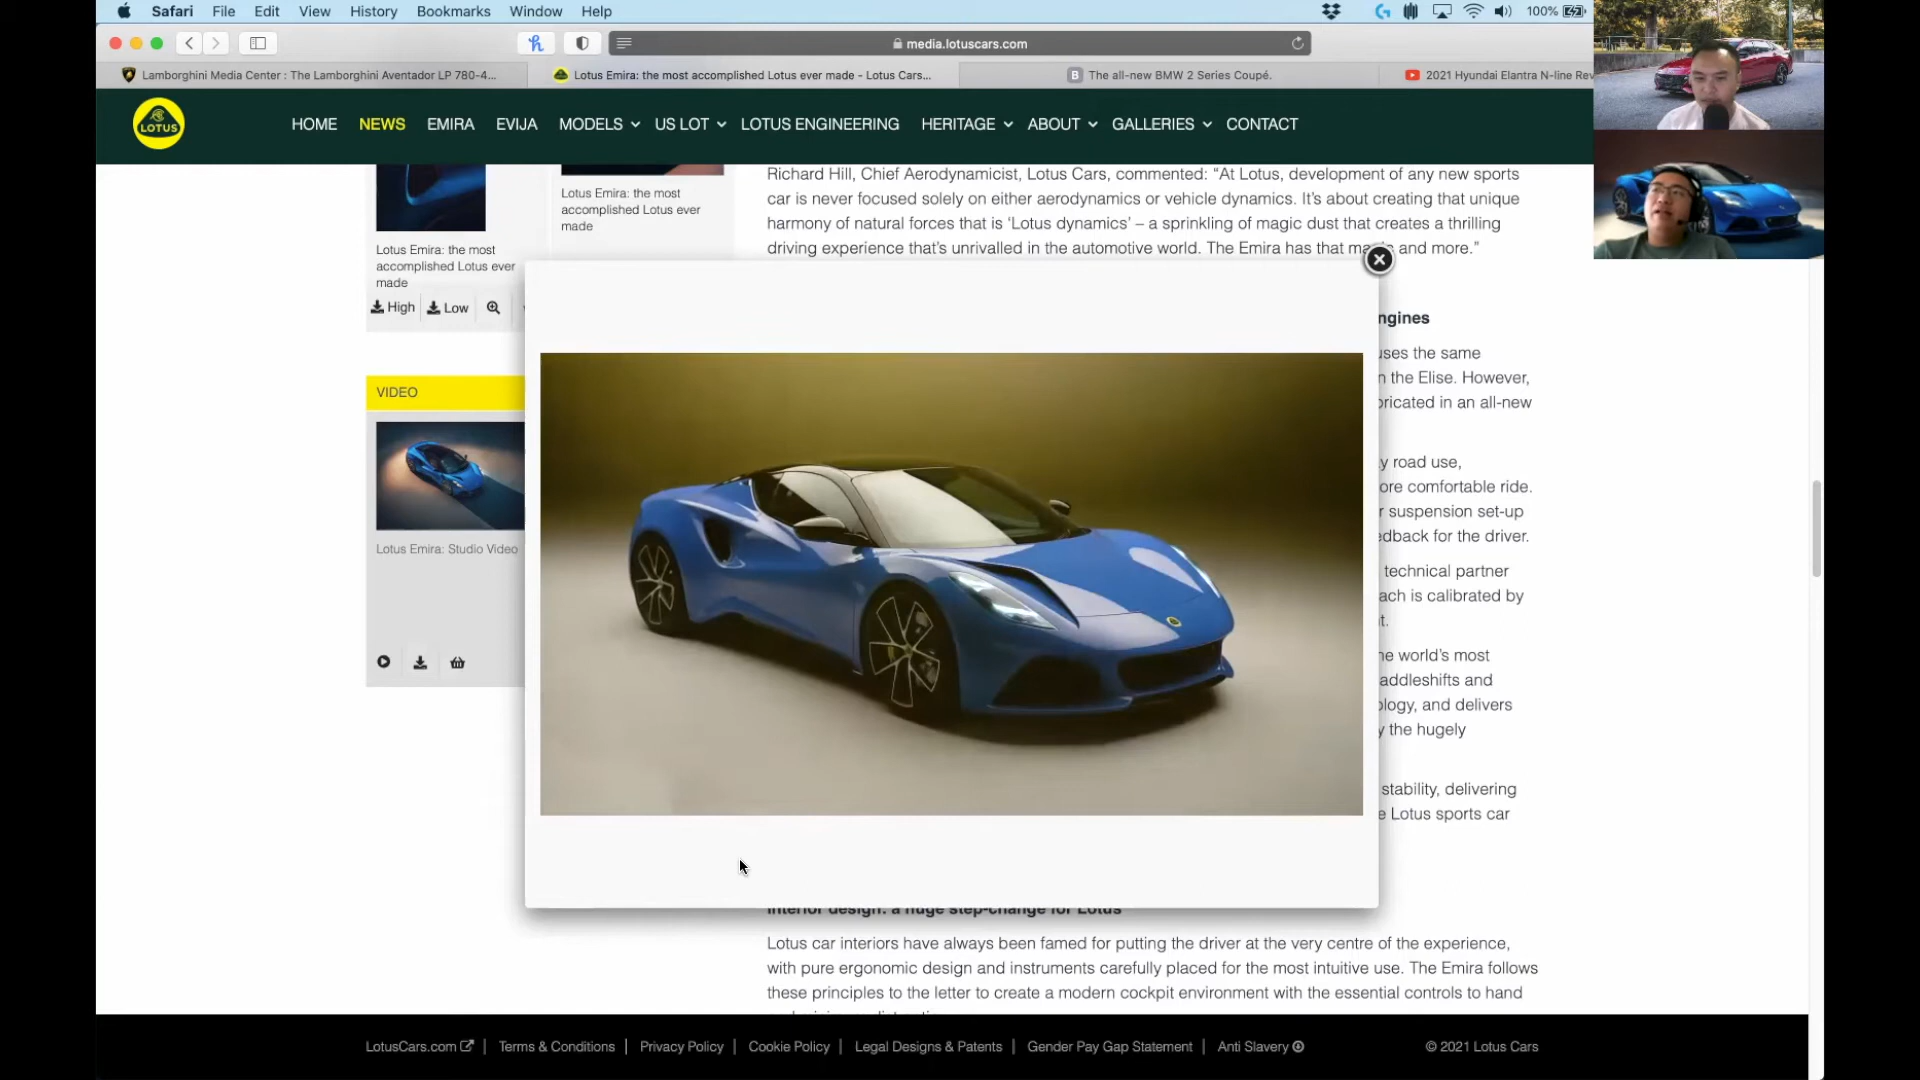 Safari File Edit View History Bookmarks Window Help 100%
media.lotuscars.com
Lamborghini Media Center : The Lamborghini Aventador LP 780-4...
Lotus Emira: the most accomplished Lotus ever made - Lotus Cars...
The all-new BMW 2 Series Coupé.
2021 Hyundai Elantra N-line Rev
LOTUS
HOME NEWS EMIRA EVIJA MODELS US LOT LOTUS ENGINEERING HERITAGE ABOUT GALLERIES CONTACT
Lotus Emira: the most
accomplished Lotus ever
made
High Low
Lotus Emira: the most
accomplished Lotus ever
made
VIDEO
Lotus Emira: Studio Video
Richard Hill, Chief Aerodynamicist, Lotus Cars, commented: “At Lotus, development of any new sports
car is never focused solely on either aerodynamics or vehicle dynamics. It’s about creating that unique
harmony of natural forces that is ‘Lotus dynamics’ – a sprinkling of magic dust that creates a thrilling
driving experience that’s unrivalled in the automotive world. The Emira has that and more.”
ngines
uses the same
n the Elise. However,
bricated in an all-new
y road use,
ore comfortable ride.
r suspension set-up
edback for the driver.
technical partner
ach is calibrated by
t.
he world’s most
addleshifts and
ology, and delivers
y the hugely
stability, delivering
e Lotus sports car
Interior design: a huge step-change for Lotus
Lotus car interiors have always been famed for putting the driver at the very centre of the experience,
with pure ergonomic design and instruments carefully placed for the most intuitive use. The Emira follows
these principles to the letter to create a modern cockpit environment with the essential controls to hand
LotusCars.com | Terms & Conditions | Privacy Policy | Cookie Policy | Legal Designs & Patents | Gender Pay Gap Statement | Anti Slavery © 2021 Lotus Cars